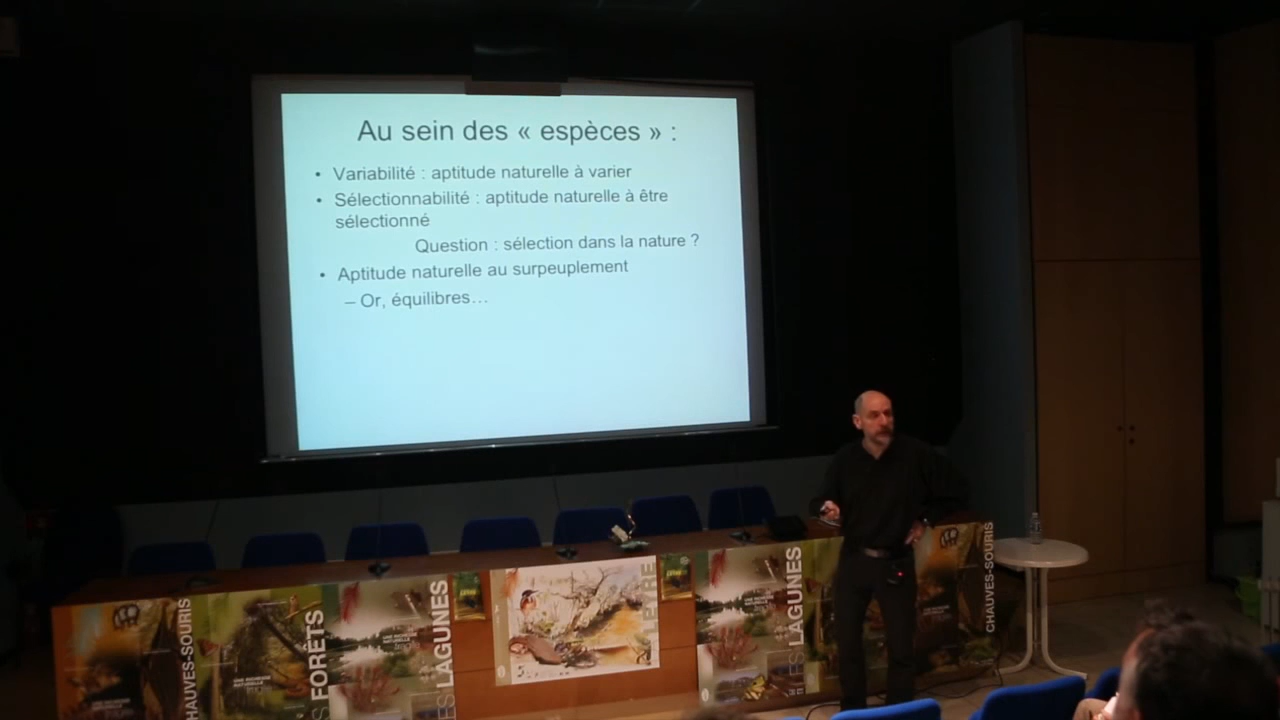 Au sein des « espèces » :
• Variabilité : aptitude naturelle à varier
• Sélectionnabilité : aptitude naturelle à être
sélectionné
Question : sélection dans la nature ?
• Aptitude naturelle au surpeuplement
– Or, équilibres…
CHAUVES-SOURIS
FORÊTS
LES LAGUNES
LAGUNES
CHAUVES-SOURIS